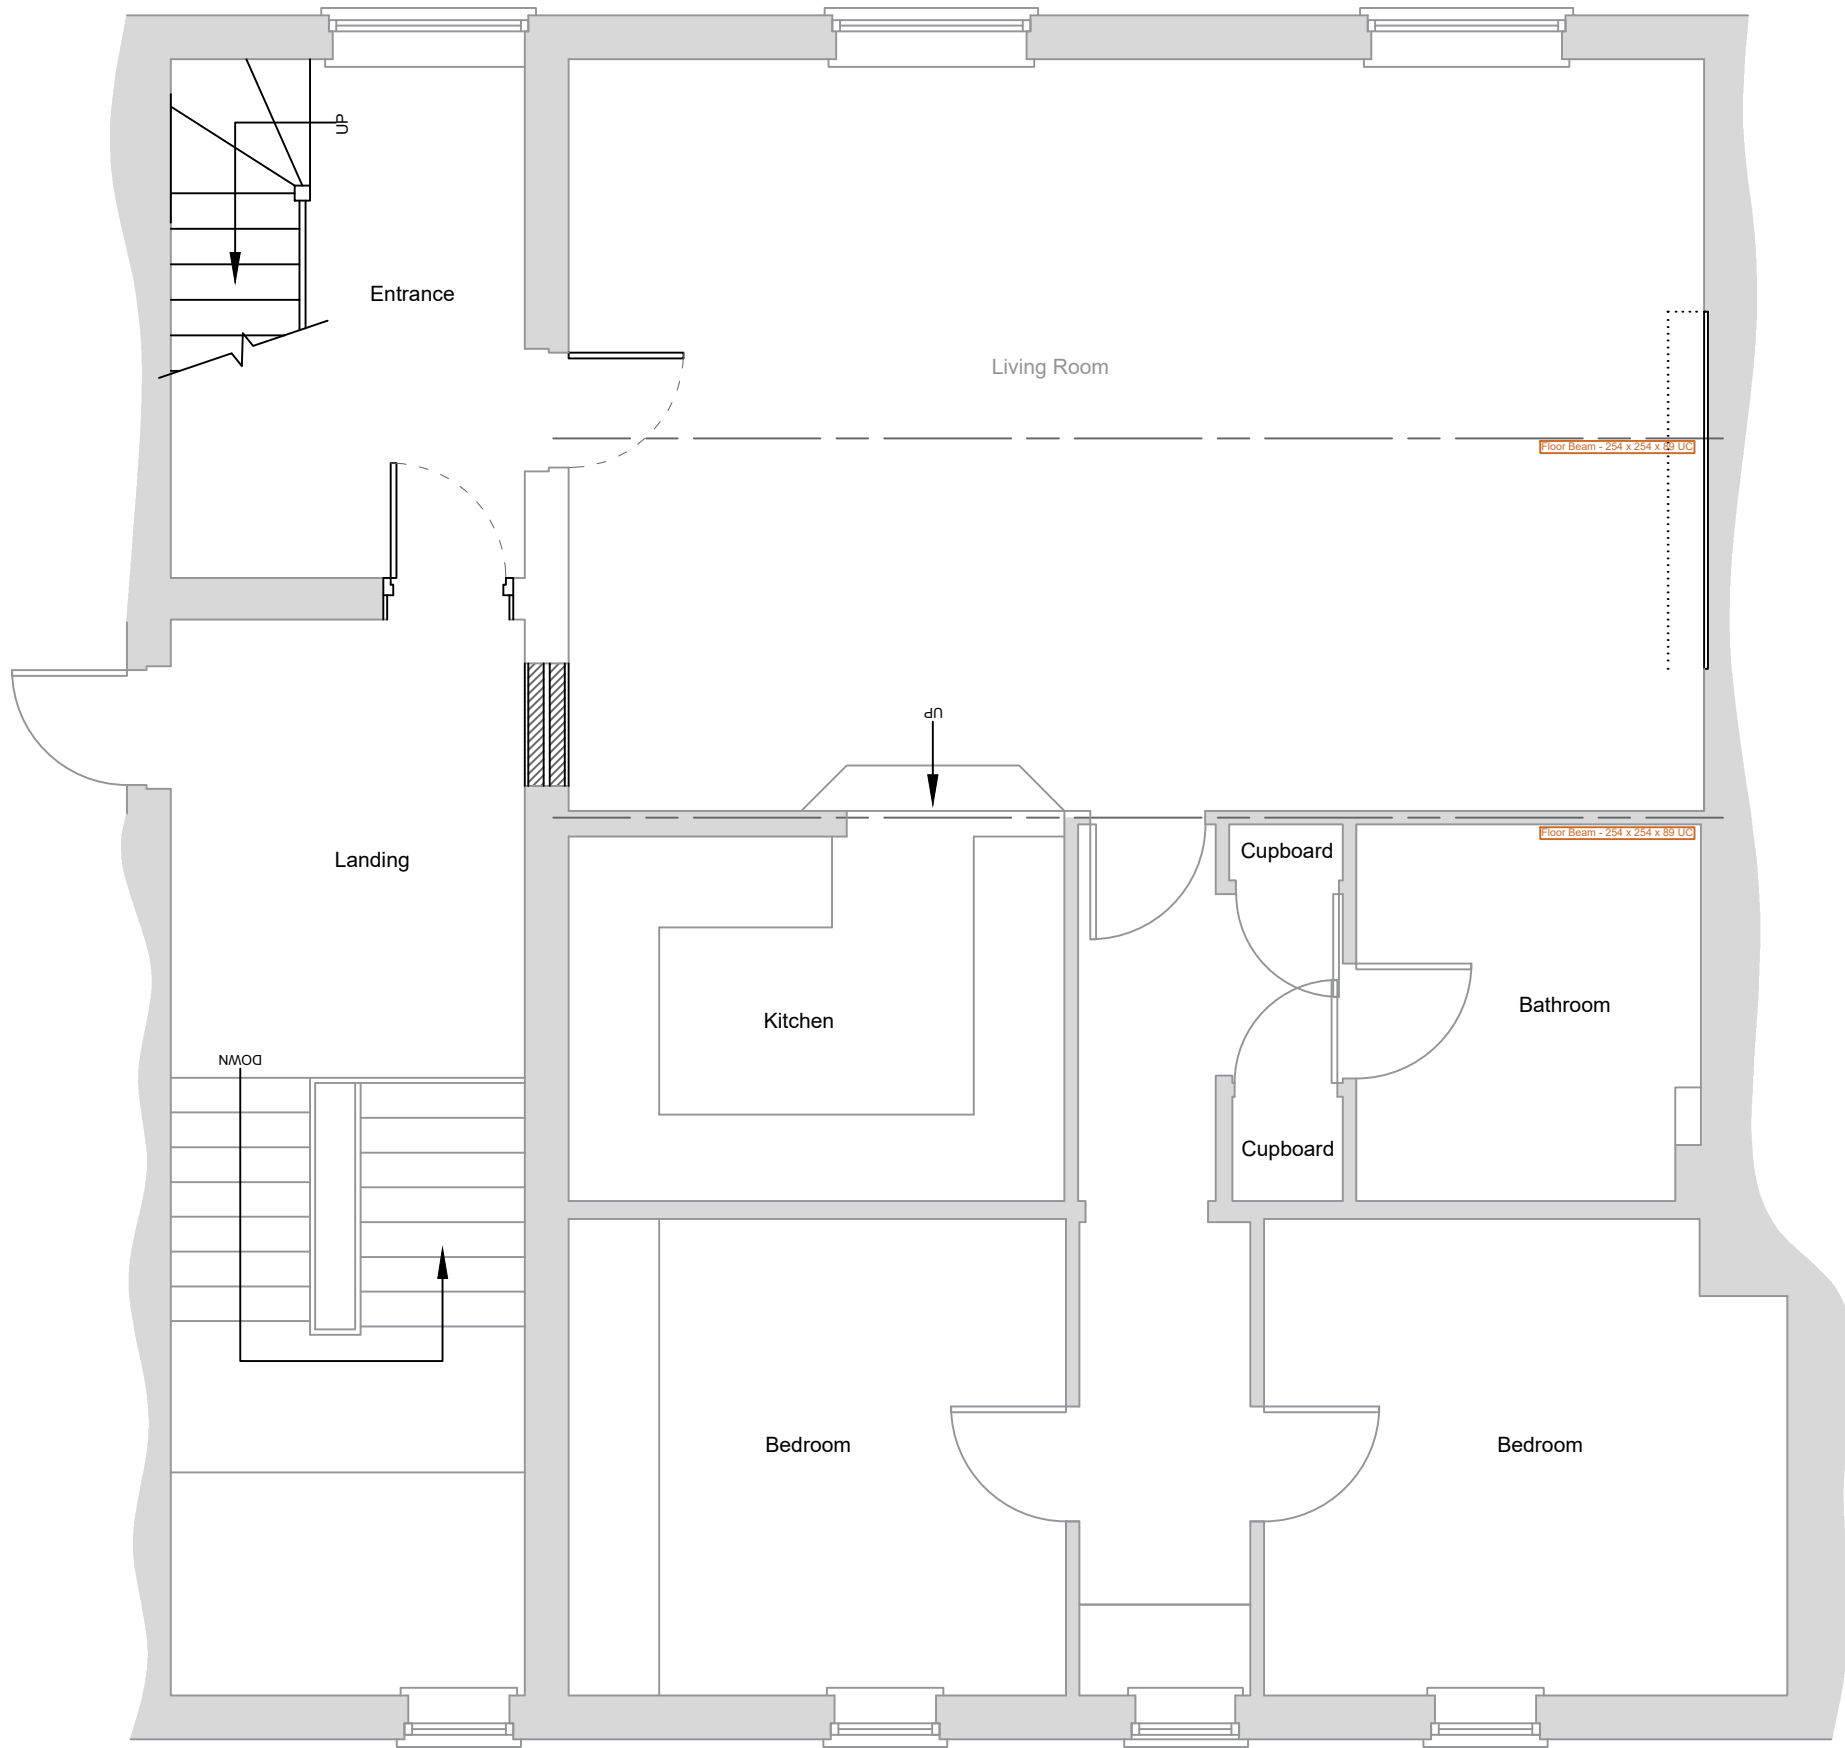 UP
Entrance
Living Room
Floor Beam - 254 x 254 x 89 UC
UP
Floor Beam - 254 x 254 x 89 UC
Cupboard
Landing
Bathroom
Kitchen
DOWN
Cupboard
Bedroom
Bedroom